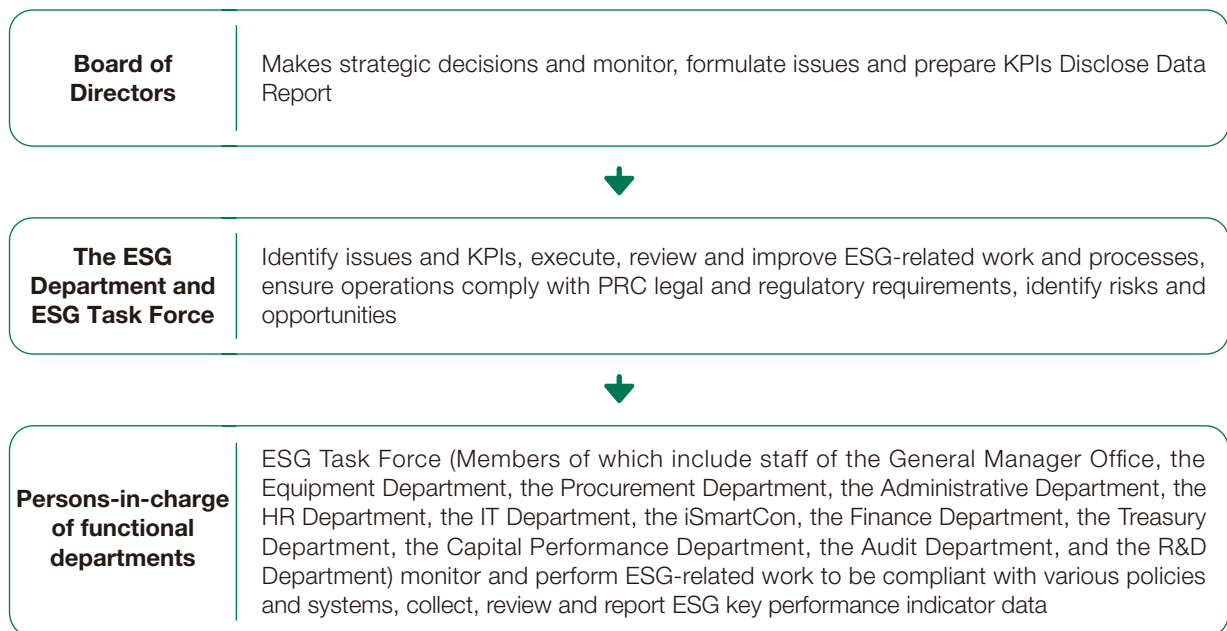 Board of
Directors
Makes strategic decisions and monitor, formulate issues and prepare KPIs Disclose Data
Report
The ESG
Department and
ESG Task Force
Identify issues and KPIs, execute, review and improve ESG-related work and processes,
ensure operations comply with PRC legal and regulatory requirements, identify risks and
opportunities
Persons-in-charge
of functional
departments
ESG Task Force (Members of which include staff of the General Manager Office, the
Equipment Department, the Procurement Department, the Administrative Department, the
HR Department, the IT Department, the iSmartCon, the Finance Department, the Treasury
Department, the Capital Performance Department, the Audit Department, and the R&D
Department) monitor and perform ESG-related work to be compliant with various policies
and systems, collect, review and report ESG key performance indicator data